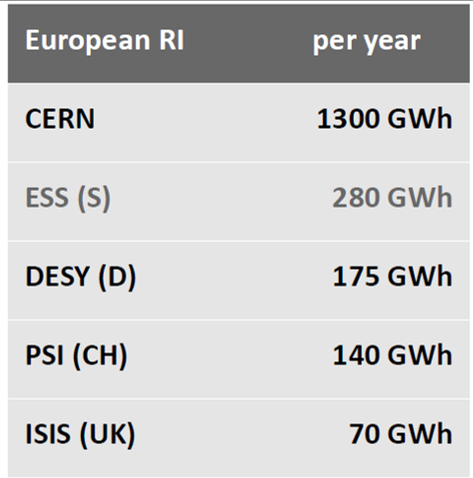 European RI per year
CERN 1300 GWh
ESS (S) 280 GWh
DESY (D) 175 GWh
PSI (CH) 140 GWh
ISIS (UK) 70 GWh